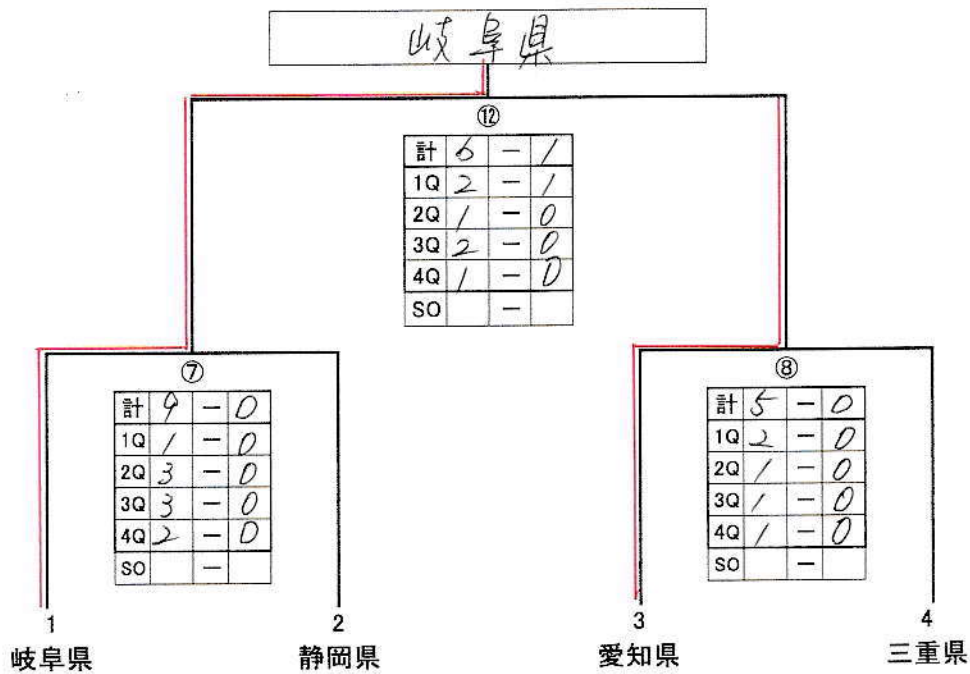 岐阜県
⑫
計 6 - 1
1Q 2 - 1
2Q 1 - 0
3Q 2 - 0
4Q 1 - 0
SO -
⑦
計 9 - 0
1Q 1 - 0
2Q 3 - 0
3Q 3 - 0
4Q 2 - 0
SO -
⑧
計 5 - 0
1Q 2 - 0
2Q 1 - 0
3Q 1 - 0
4Q 1 - 0
SO -
1 2 3 4
岐阜県 静岡県 愛知県 三重県